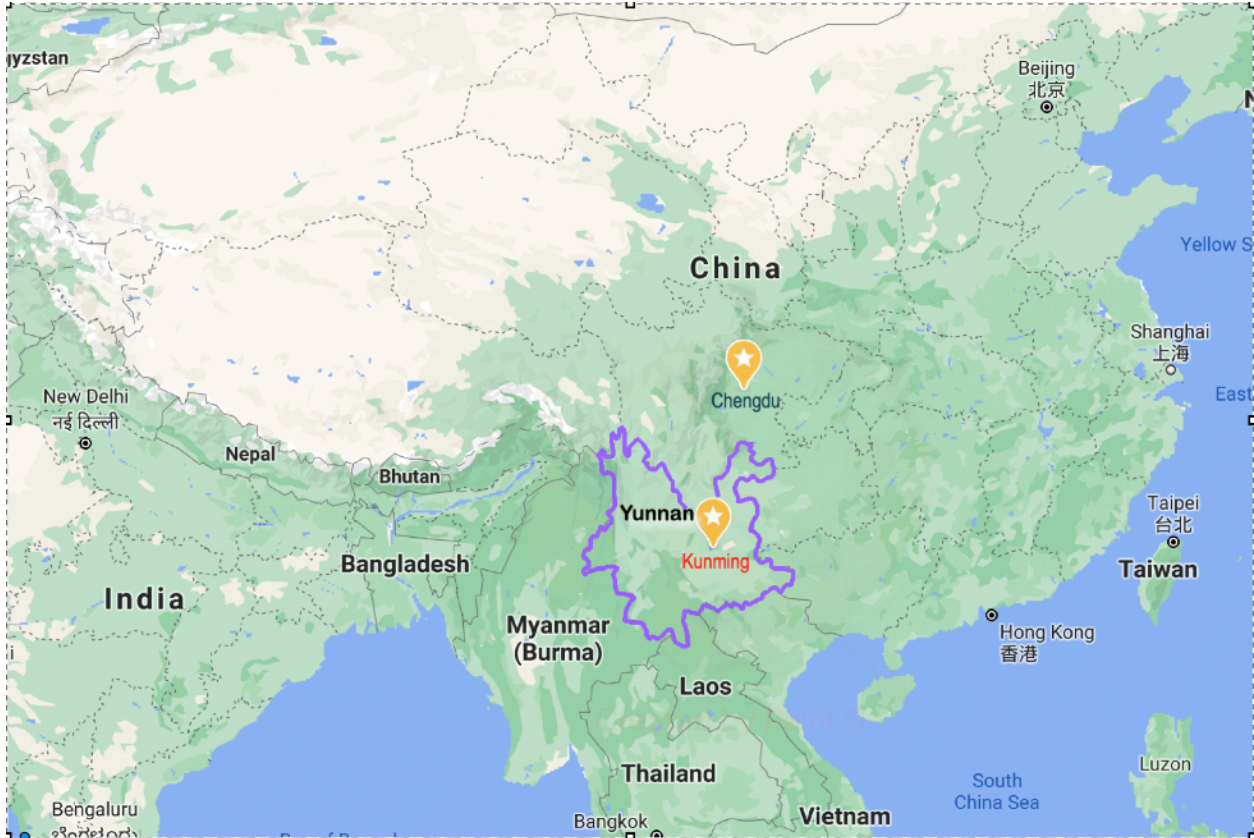 gyzstan
Beijing
北京
N
China
Yellow S
Shanghai
上海
Chengdu
East
New Delhi
नई दिल्ली
Nepal
Bhutan
Yunnan
Taipei
台北
Kunming
Bangladesh
Taiwan
India
Myanmar
(Burma)
Hong Kong
香港
Laos
Luzon
Thailand
South
China Sea
Bengaluru
Bangkok
Vietnam